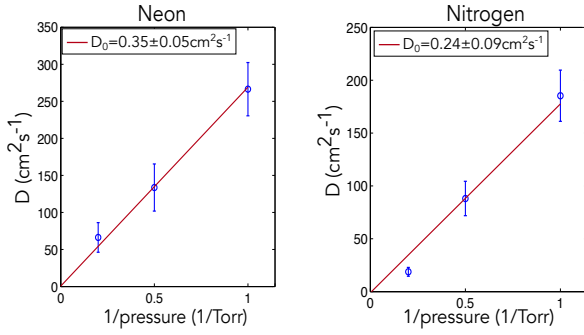 Neon
D₀=0.35±0.05cm²s⁻¹
350
300
250
200
150
100
50
0
D (cm²s⁻¹)
0
0.5
1
1/pressure (1/Torr)
Nitrogen
D₀=0.24±0.09cm²s⁻¹
250
200
150
100
50
0
D (cm²s⁻¹)
0
0.5
1
1/pressure (1/Torr)